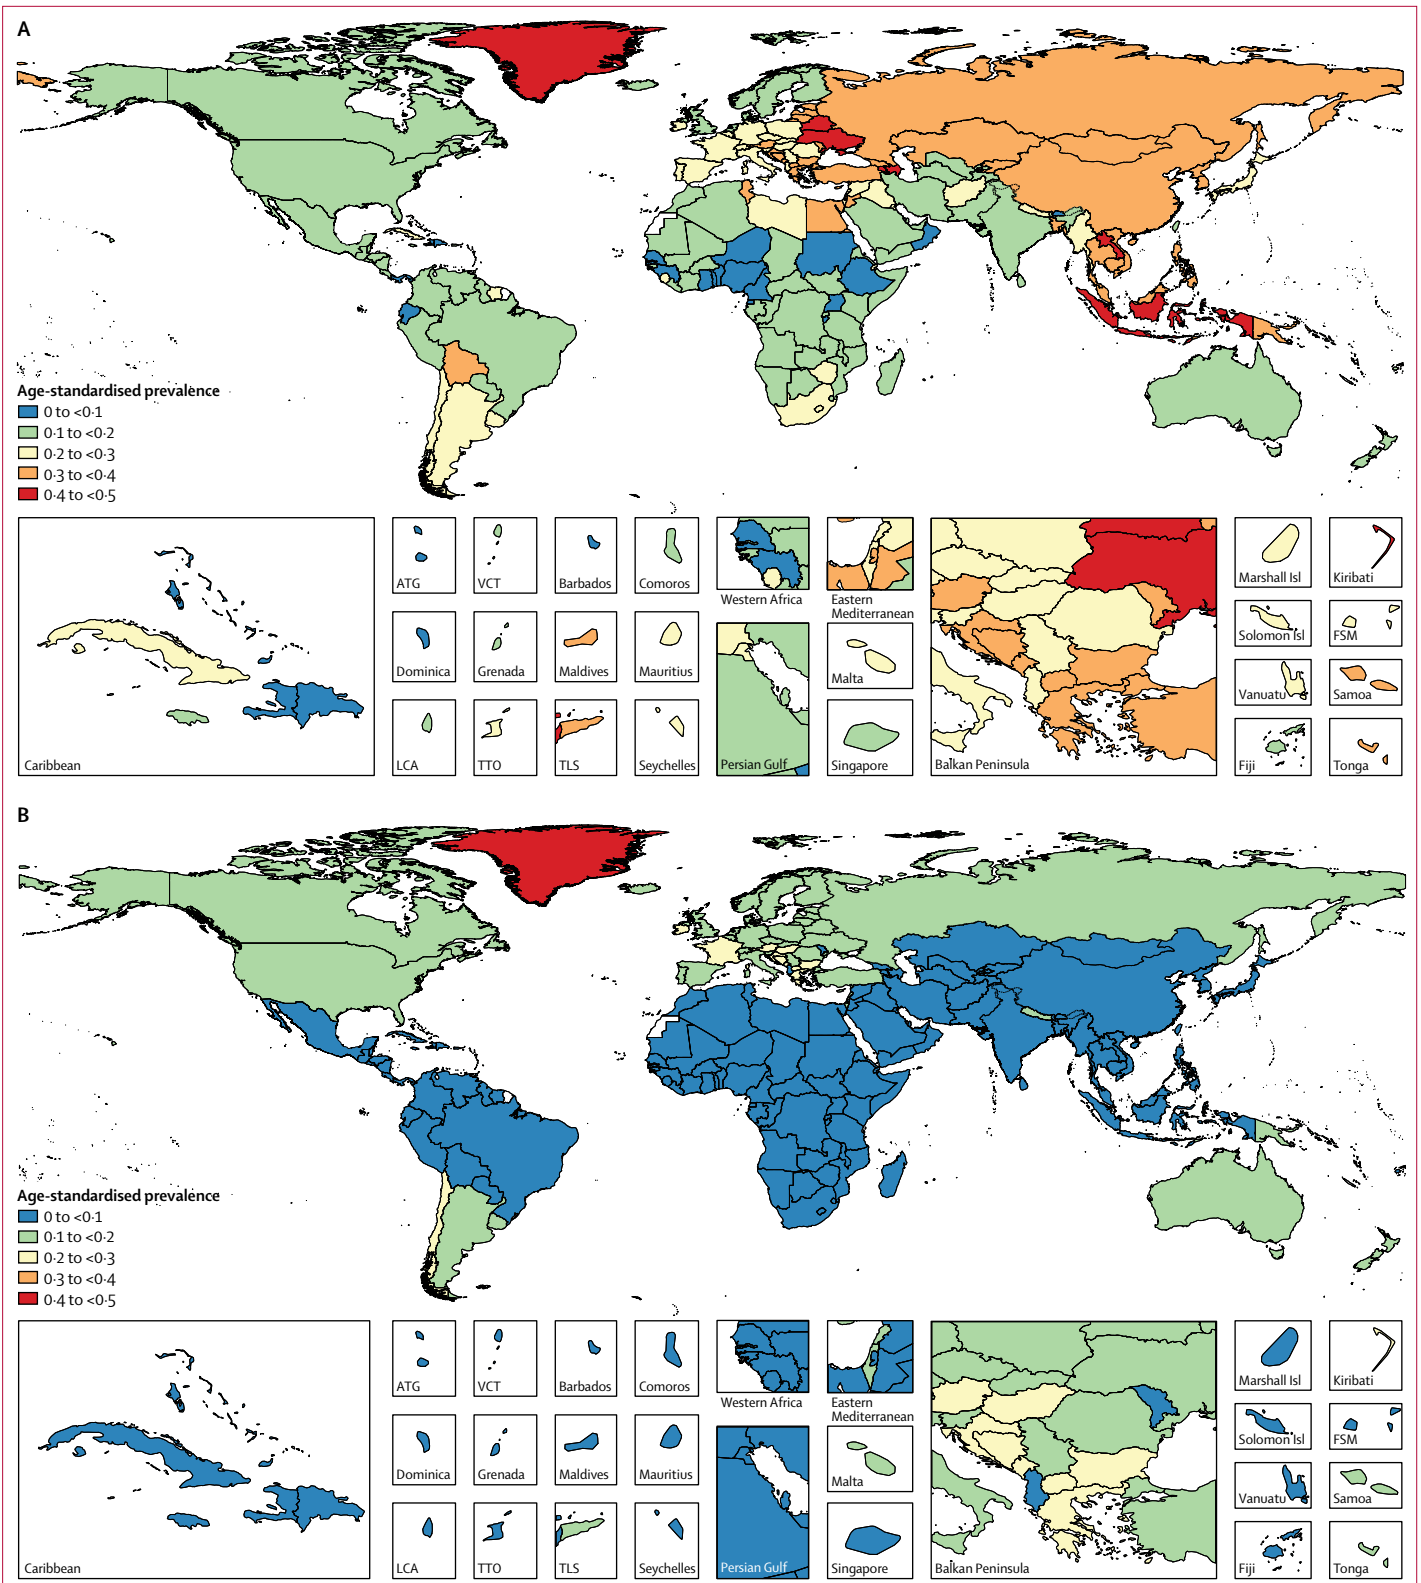 A
Age-standardised prevalence
0 to <0·1
0·1 to <0·2
0·2 to <0·3
0·3 to <0·4
0·4 to <0·5
Caribbean
ATG
VCT
Barbados
Comoros
Dominica
Grenada
Maldives
Mauritius
LCA
TTO
TLS
Seychelles
Western Africa
Eastern
Mediterranean
Persian Gulf
Malta
Singapore
Balkan Peninsula
Marshall Isl
Kiribati
Solomon Isl
FSM
Vanuatu
Samoa
Fiji
Tonga
B
Age-standardised prevalence
0 to <0·1
0·1 to <0·2
0·2 to <0·3
0·3 to <0·4
0·4 to <0·5
Caribbean
ATG
VCT
Barbados
Comoros
Dominica
Grenada
Maldives
Mauritius
LCA
TTO
TLS
Seychelles
Western Africa
Eastern
Mediterranean
Persian Gulf
Malta
Singapore
Balkan Peninsula
Marshall Isl
Kiribati
Solomon Isl
FSM
Vanuatu
Samoa
Fiji
Tonga